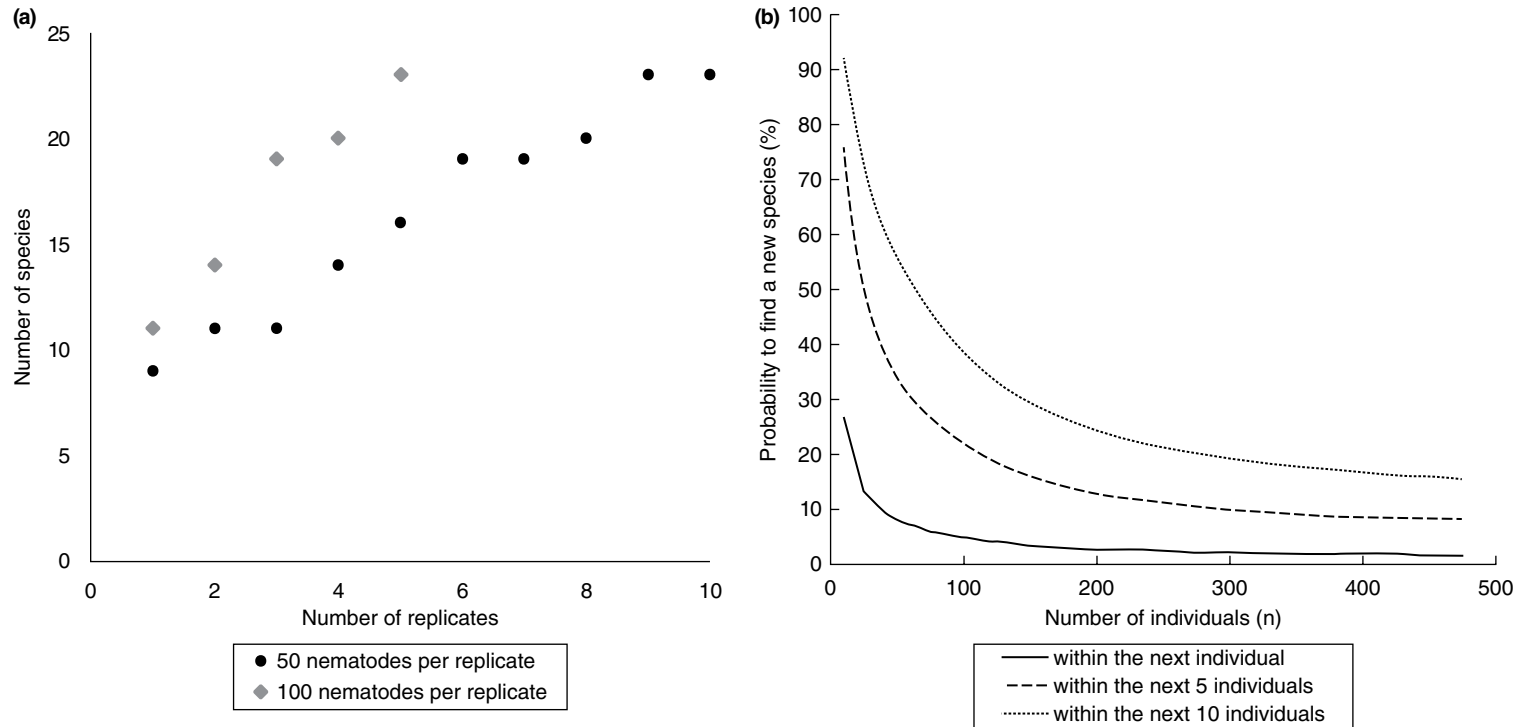 (a)
25
20
15
10
5
0
Number of species
0 2 4 6 8 10
Number of replicates
50 nematodes per replicate
100 nematodes per replicate
(b)
100
90
80
70
60
50
40
30
20
10
0
Probability to find a new species (%)
0 100 200 300 400 500
Number of individuals (n)
within the next individual
within the next 5 individuals
within the next 10 individuals